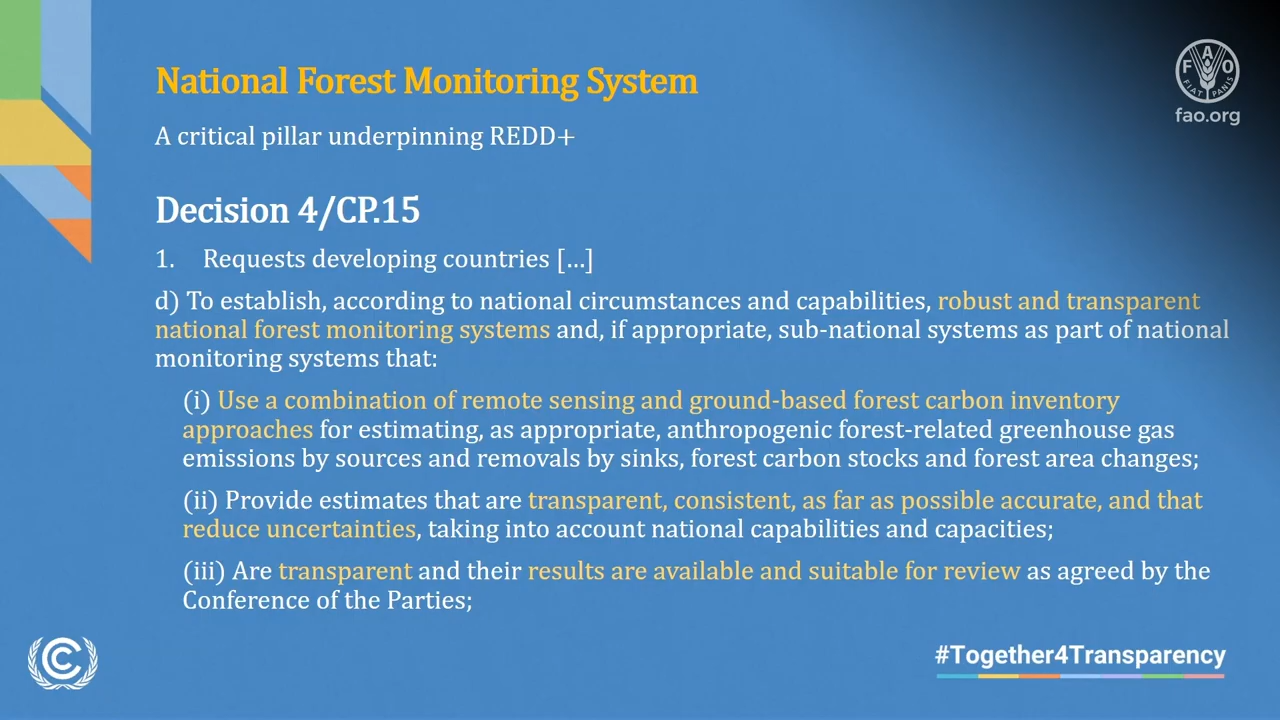 National Forest Monitoring System
FAO
FIAT PANIS
fao.org
A critical pillar underpinning REDD+
Decision 4/CP.15
1. Requests developing countries [...]
d) To establish, according to national circumstances and capabilities, robust and transparent
national forest monitoring systems and, if appropriate, sub-national systems as part of national
monitoring systems that:
(i) Use a combination of remote sensing and ground-based forest carbon inventory
approaches for estimating, as appropriate, anthropogenic forest-related greenhouse gas
emissions by sources and removals by sinks, forest carbon stocks and forest area changes;
(ii) Provide estimates that are transparent, consistent, as far as possible accurate, and that
reduce uncertainties, taking into account national capabilities and capacities;
(iii) Are transparent and their results are available and suitable for review as agreed by the
Conference of the Parties;
#Together4Transparency